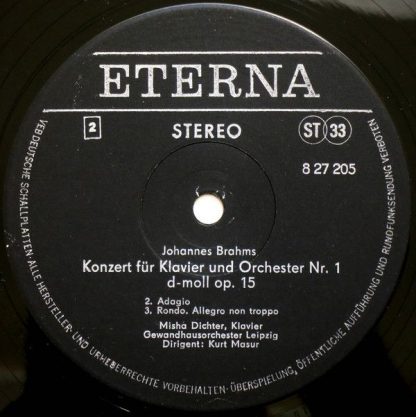 ETERNA
2
STEREO
ST 33
8 27 205
Johannes Brahms
Konzert für Klavier und Orchester Nr. 1
d-moll op. 15
2. Adagio
3. Rondo. Allegro non troppo
Misha Dichter, Klavier
Gewandhausorchester Leipzig
Dirigent: Kurt Masur
VEB DEUTSCHE SCHALLPLATTEN · ALLE HERSTELLER- UND URHEBERRECHTE VORBEHALTEN · ÜBERSPIELUNG, ÖFFENTLICHE AUFFÜHRUNG UND RUNDFUNKSENDUNG VERBOTEN